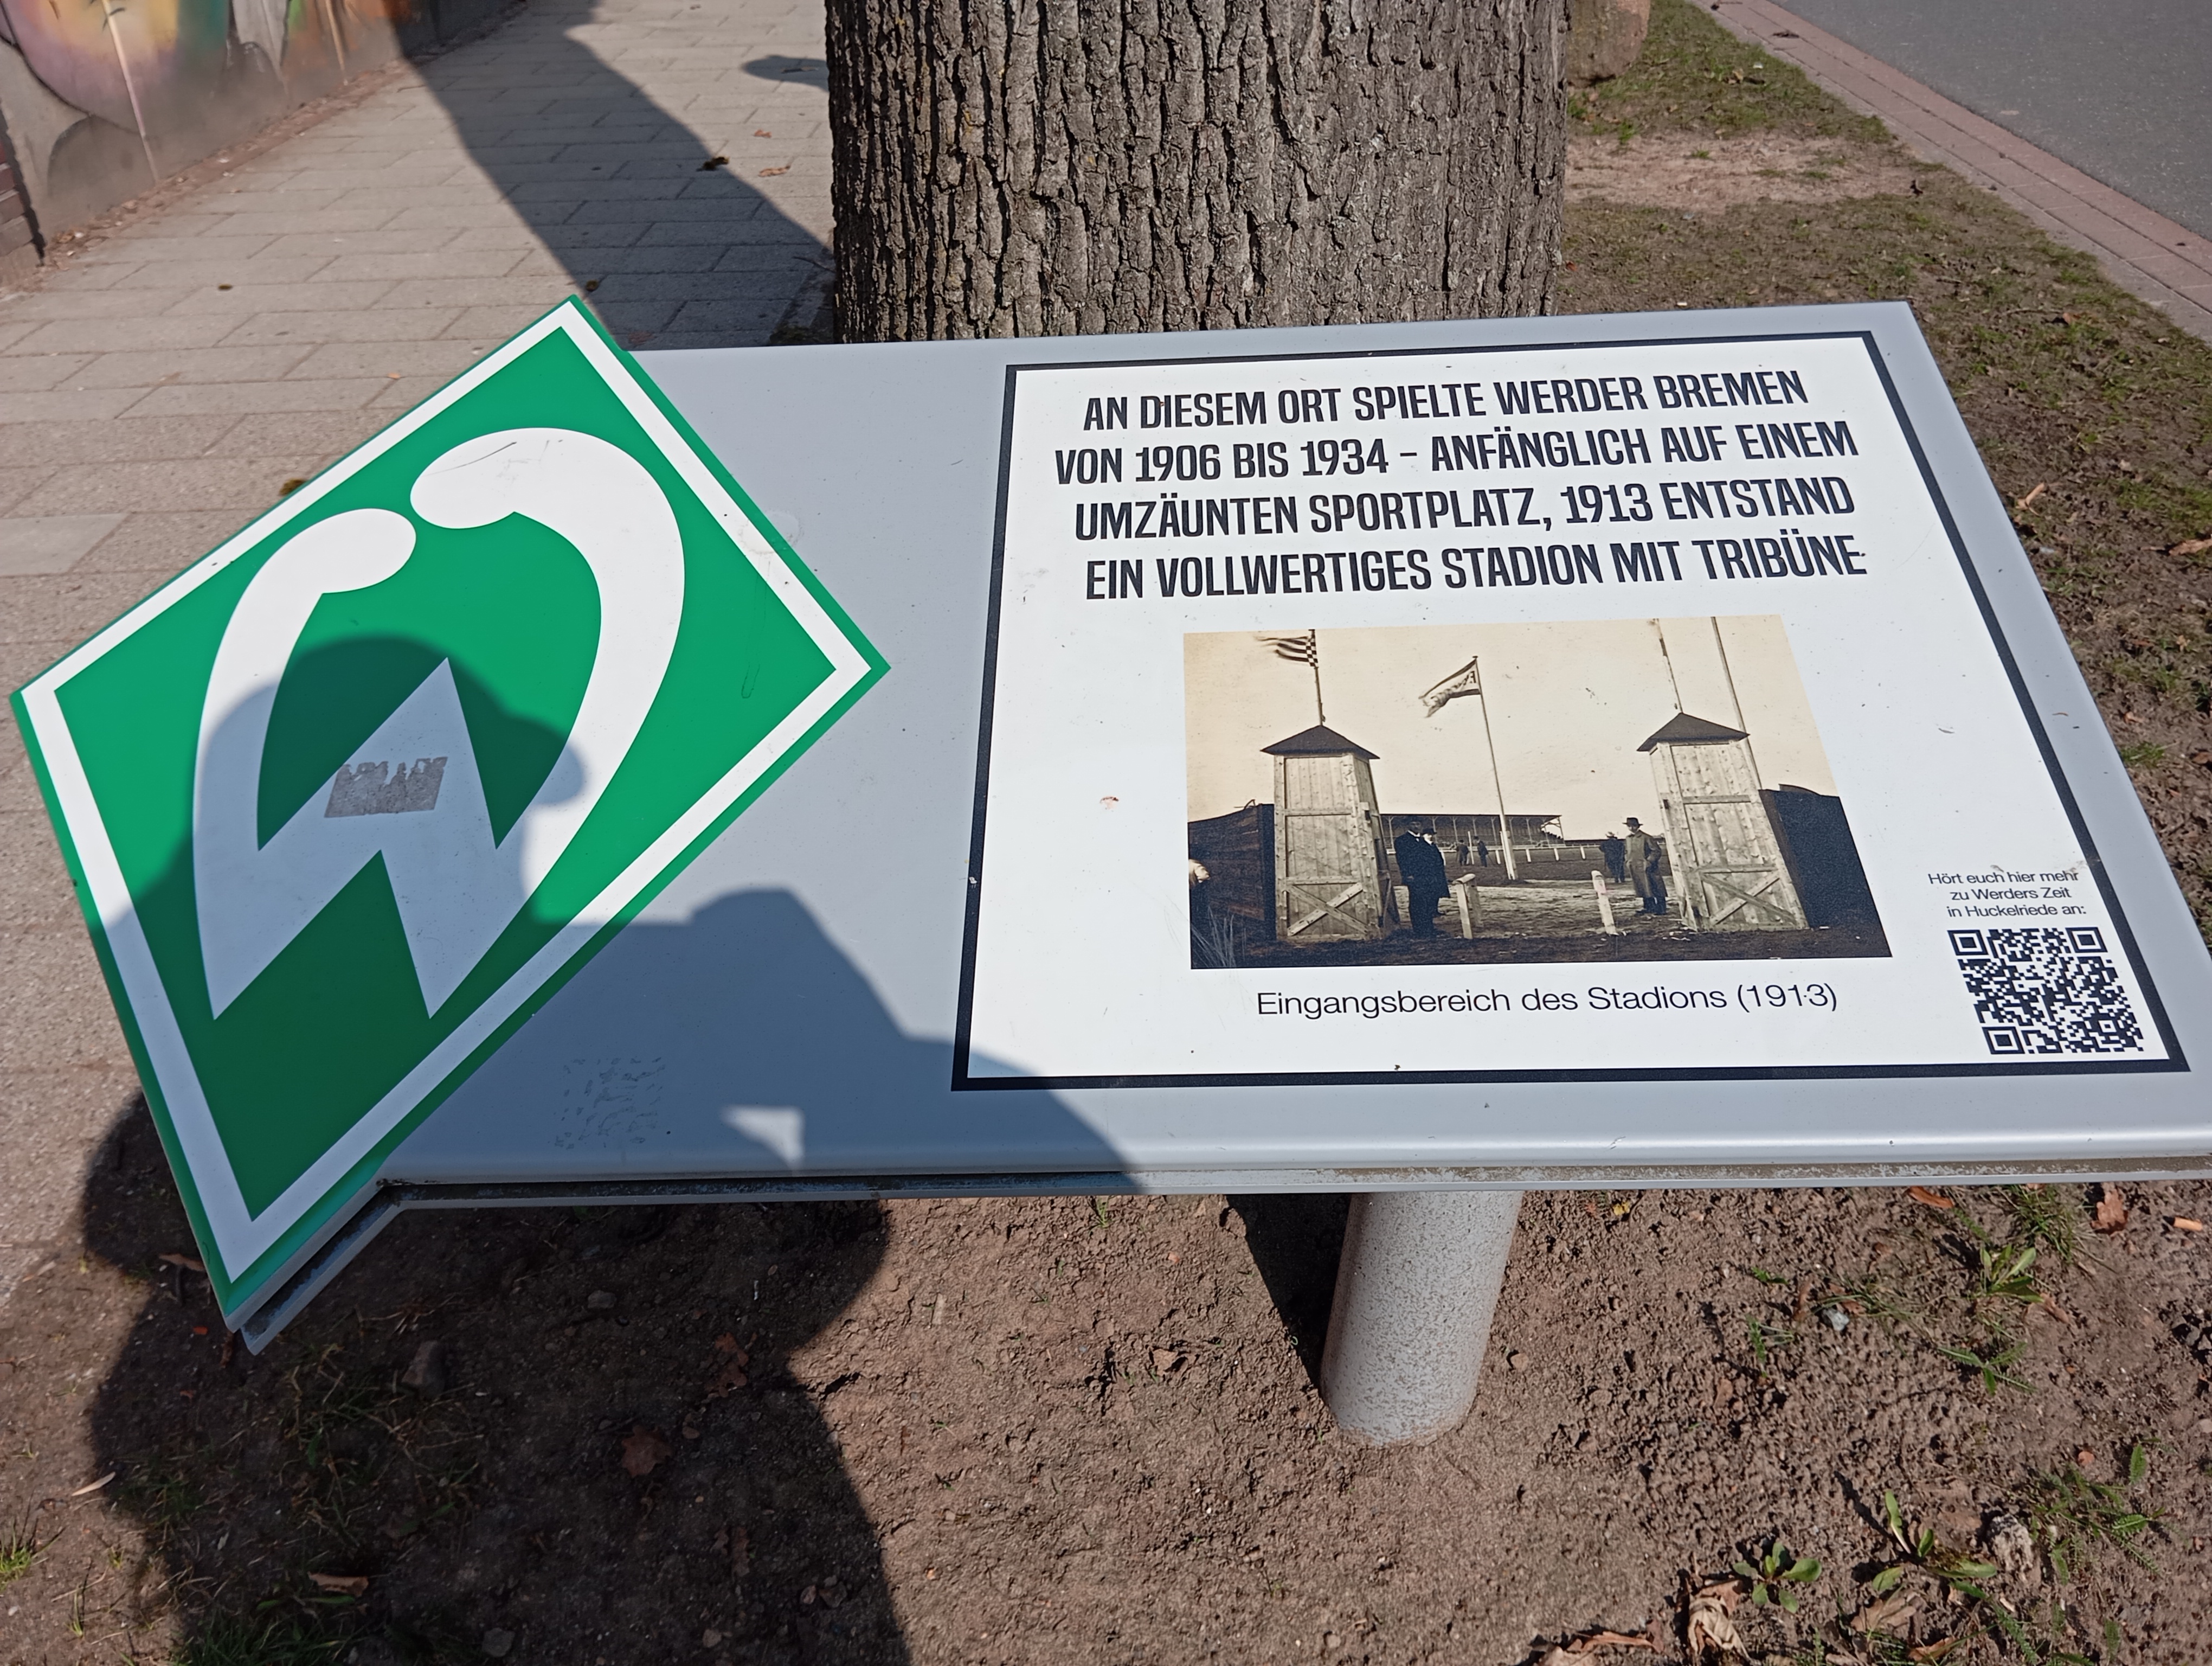 AN DIESEM ORT SPIELTE WERDER BREMEN
VON 1906 BIS 1934 – ANFÄNGLICH AUF EINEM
UMZÄUNTEN SPORTPLATZ, 1913 ENTSTAND
EIN VOLLWERTIGES STADION MIT TRIBÜNE
Hört euch hier mehr
zu Werders Zeit
in Huckelriede an:
Eingangsbereich des Stadions (1913)